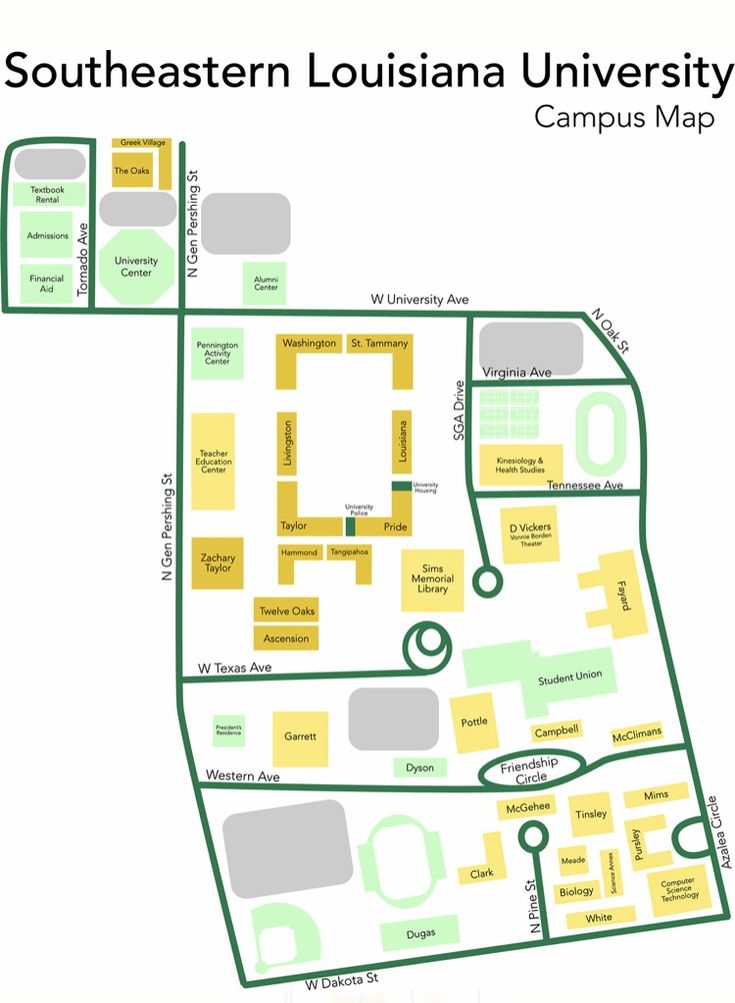 Southeastern Louisiana University
Campus Map
Greek Village
The Oaks
Textbook
Rental
Admissions
Financial
Aid
Tornado Ave
University
Center
N Gen Pershing St
Alumni
Center
W University Ave
N Oak St
Pennington
Activity
Center
Washington
St. Tammany
Virginia Ave
SGA Drive
Teacher
Education
Center
Livingston
Louisiana
Kinesiology &
Health Studies
Tennessee Ave
University
Housing
University
Police
Taylor
Pride
N Gen Pershing St
D Vickers
Vonnie Borden
Theater
Zachary
Taylor
Hammond
Tangipahoa
Sims
Memorial
Library
Fayard
Twelve Oaks
Ascension
W Texas Ave
Student Union
President's
Residence
Garrett
Pottle
Campbell
McClimans
Dyson
Friendship
Circle
Western Ave
McGehee
Tinsley
Mims
Pursley
Azalea Circle
Clark
Meade
Science Annex
Biology
Computer
Science
Technology
White
N Pine St
Dugas
W Dakota St